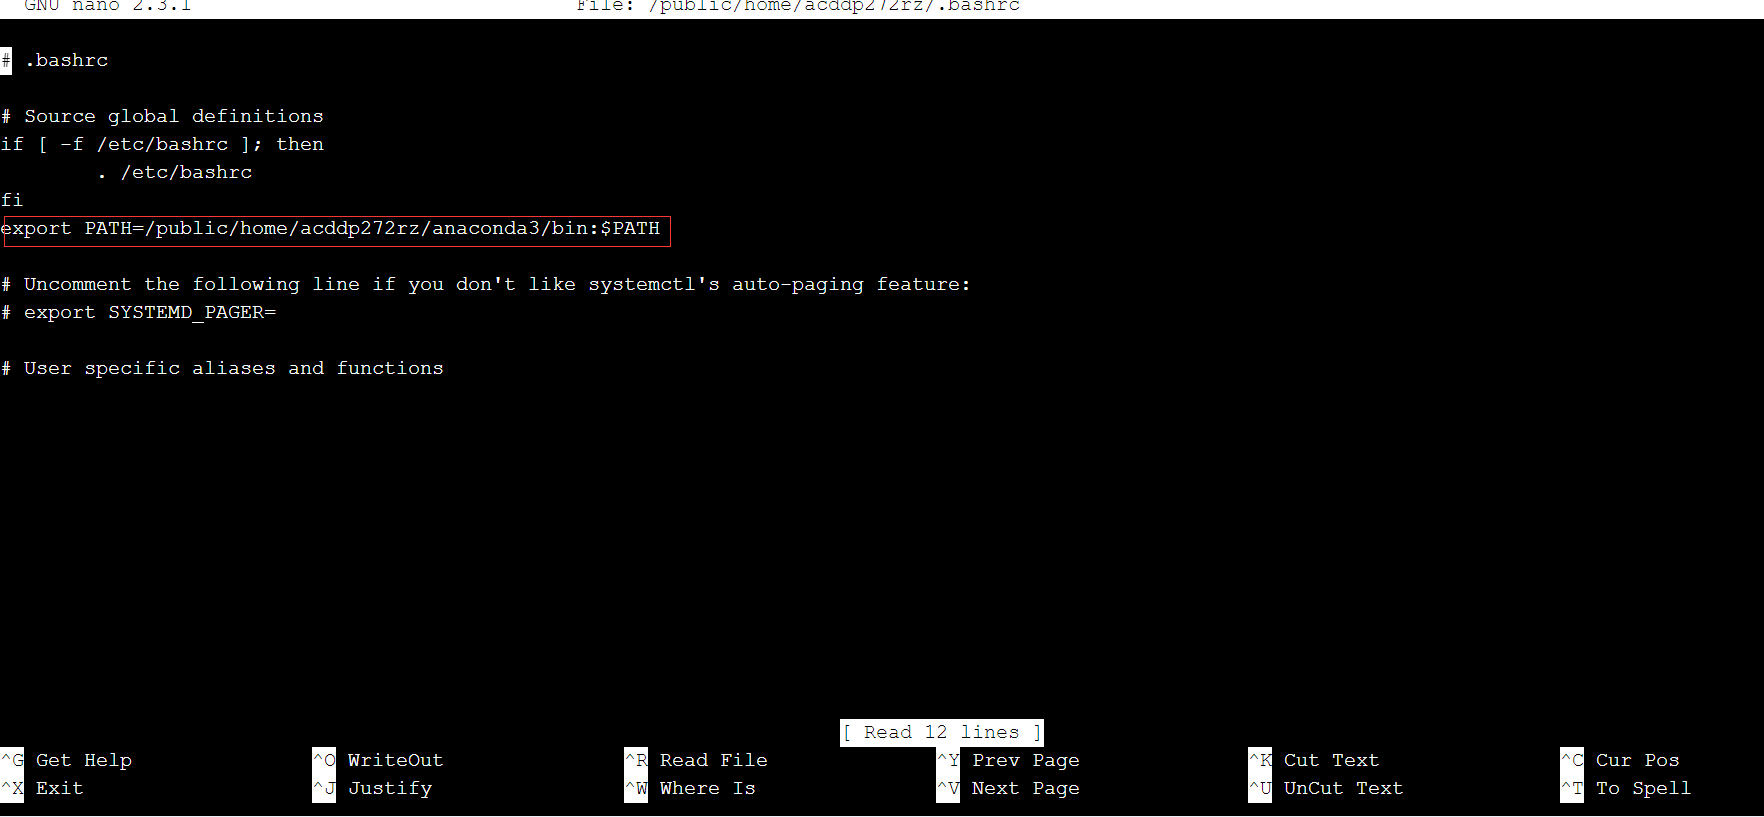 GNU nano 2.3.1 File: /public/home/acddp272rz/.bashrc
# .bashrc
# Source global definitions
if [ -f /etc/bashrc ]; then
. /etc/bashrc
fi
export PATH=/public/home/acddp272rz/anaconda3/bin:$PATH
# Uncomment the following line if you don't like systemctl's auto-paging feature:
# export SYSTEMD_PAGER=
# User specific aliases and functions
[ Read 12 lines ]
^G Get Help ^O WriteOut ^R Read File ^Y Prev Page ^K Cut Text ^C Cur Pos
^X Exit ^J Justify ^W Where Is ^V Next Page ^U UnCut Text ^T To Spell